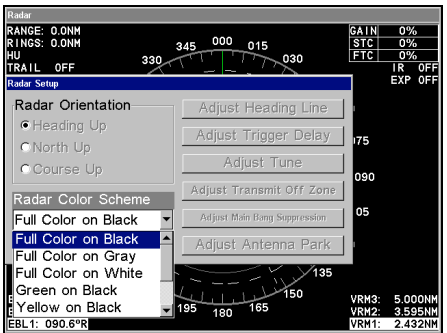 Radar
RANGE: 0.0NM
RINGS: 0.0NM
HU
TRAIL OFF
GAIN 0%
STC 0%
FTC 0%
IR OFF
EXP OFF
330 345 000 015 030
Radar Setup
Radar Orientation
Heading Up
North Up
Course Up
Radar Color Scheme
Full Color on Black
Full Color on Black
Full Color on Gray
Full Color on White
Green on Black
Yellow on Black
Adjust Heading Line
Adjust Trigger Delay
Adjust Tune
Adjust Transmit Off Zone
Adjust Main Bang Suppression
Adjust Antenna Park
090
05
135
150
195 180 165
EBL1: 090.6°R
VRM3: 5.000NM
VRM2: 3.595NM
VRM1: 2.432NM